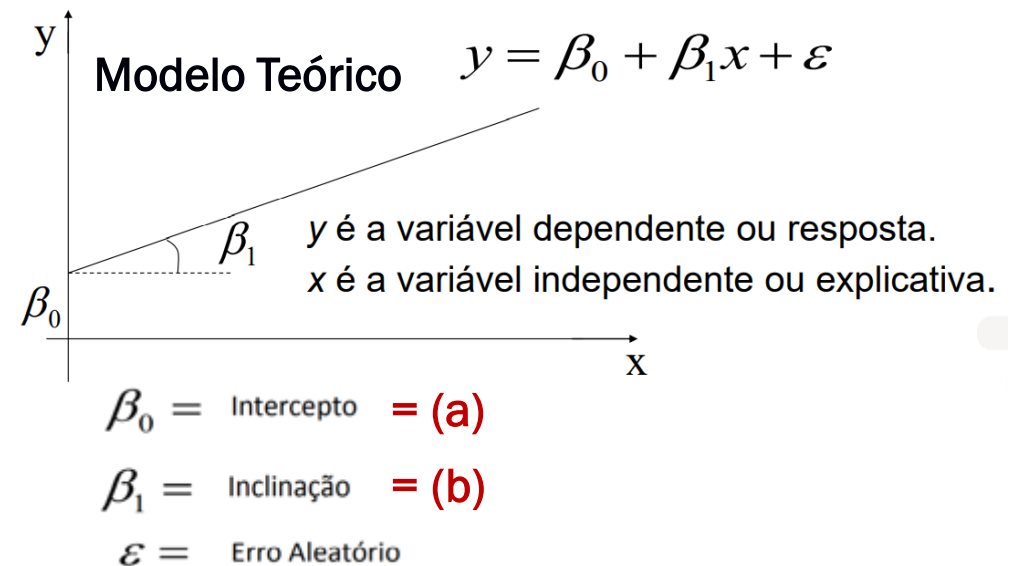 y
Modelo Teórico y = β₀ + β₁x + ε
β₁
y é a variável dependente ou resposta.
x é a variável independente ou explicativa.
β₀
x
β₀ = Intercepto = (a)
β₁ = Inclinação = (b)
ε = Erro Aleatório